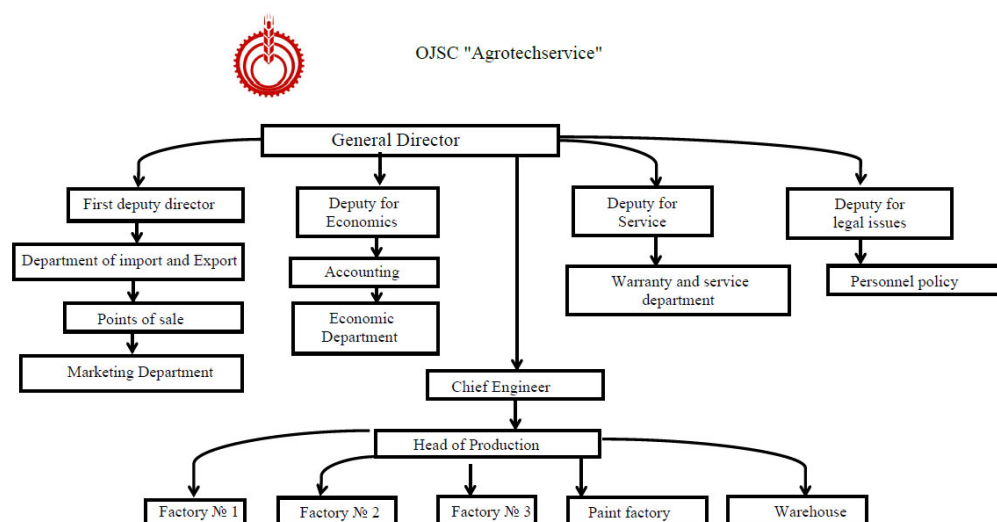 OJSC "Agrotechservice"
General Director
First deputy director
Deputy for
Economics
Deputy for
Service
Deputy for
legal issues
Department of import and Export
Accounting
Warranty and service
department
Personnel policy
Points of sale
Economic
Department
Marketing Department
Chief Engineer
Head of Production
Factory № 1
Factory № 2
Factory № 3
Paint factory
Warehouse